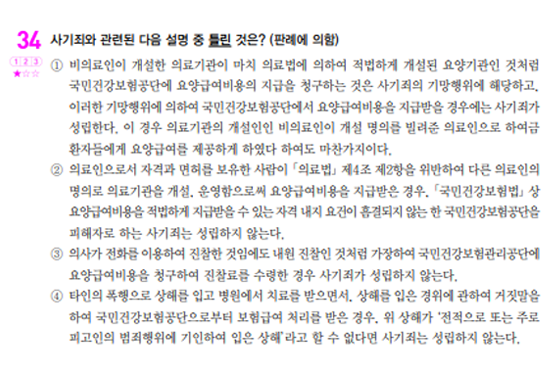 34 사기죄와 관련된 다음 설명 중 틀린 것은? (판례에 의함)
1 2 3
★☆☆
① 비의료인이 개설한 의료기관이 마치 의료법에 의하여 적법하게 개설된 요양기관인 것처럼
국민건강보험공단에 요양급여비용의 지급을 청구하는 것은 사기죄의 기망행위에 해당하고,
이러한 기망행위에 의하여 국민건강보험공단에서 요양급여비용을 지급받을 경우에는 사기죄가
성립한다. 이 경우 의료기관의 개설인인 비의료인이 개설 명의를 빌려준 의료인으로 하여금
환자들에게 요양급여를 제공하게 하였다 하여도 마찬가지이다.
② 의료인으로서 자격과 면허를 보유한 사람이 「의료법」 제4조 제2항을 위반하여 다른 의료인의
명의로 의료기관을 개설. 운영함으로써 요양급여비용을 지급받은 경우, 「국민건강보험법」 상
요양급여비용을 적법하게 지급받을 수 있는 자격 내지 요건이 흠결되지 않는 한 국민건강보험공단을
피해자로 하는 사기죄는 성립하지 않는다.
③ 의사가 전화를 이용하여 진찰한 것임에도 내원 진찰인 것처럼 가장하여 국민건강보험관리공단에
요양급여비용을 청구하여 진찰료를 수령한 경우 사기죄가 성립하지 않는다.
④ 타인의 폭행으로 상해를 입고 병원에서 치료를 받으면서, 상해를 입은 경위에 관하여 거짓말을
하여 국민건강보험공단으로부터 보험급여 처리를 받은 경우, 위 상해가 '전적으로 또는 주로
피고인의 범죄행위에 기인하여 입은 상해'라고 할 수 없다면 사기죄는 성립하지 않는다.